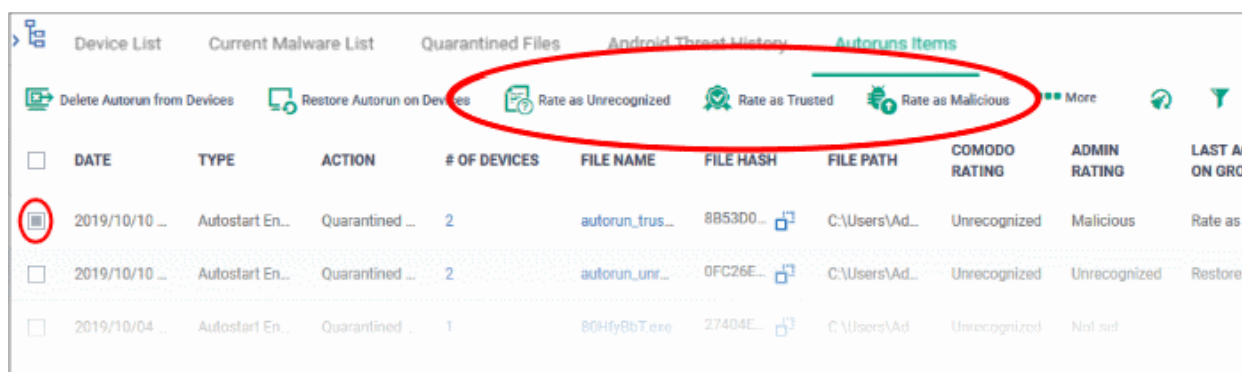 Device List Current Malware List Quarantined Files Android Threat History Autoruns Items
Delete Autorun from Devices Restore Autorun on Devices Rate as Unrecognized Rate as Trusted Rate as Malicious More
DATE TYPE ACTION # OF DEVICES FILE NAME FILE HASH FILE PATH COMODO RATING ADMIN RATING LAST A ON GRO
2019/10/10 ... Autostart En... Quarantined ... 2 autorun_trus... 8B53D0... C:\Users\Ad... Unrecognized Malicious Rate as
2019/10/10 ... Autostart En... Quarantined ... 2 autorun_unr... 0FC26E... C:\Users\Ad... Unrecognized Unrecognized Restore
2019/10/04 ... Autostart En... Quarantined ... 1 80HfyBbT.exe 27404E... C:\Users\Ad Unrecognized Not set